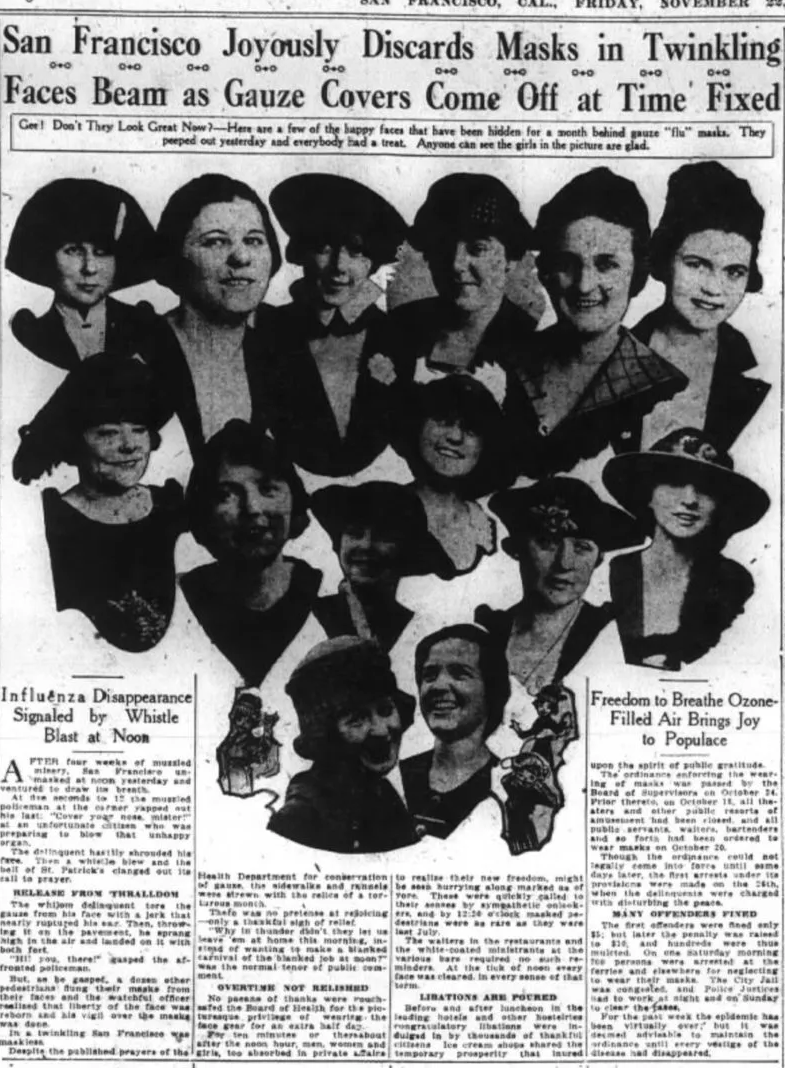 SAN FRANCISCO, CAL., FRIDAY, NOVEMBER 22,
San Francisco Joyously Discards Masks in Twinkling
Faces Beam as Gauze Covers Come Off at Time Fixed
Gee! Don't They Look Great Now?—Here are a few of the happy faces that have been hidden for a month behind gauze "flu" masks. They
peeped out yesterday and everybody had a treat. Anyone can see the girls in the picture are glad.
Influenza Disappearance
Signaled by Whistle
Blast at Noon
AFTER four weeks of muzzled
misery, San Francisco un-
masked at noon yesterday and
ventured to draw its breath.
At five seconds to 12 the muzzled
policeman at the corner yapped out
his last: "Cover your nose, mister!"
at an unfortunate citizen who was
preparing to blow that unhappy
organ.
The delinquent hastily shrouded his
face. Then a whistle blew and the
bell of St. Patrick's clanged out its
call to prayer.
RELEASE FROM THRALLDOM
The whilom delinquent tore the
gauze from his face with a jerk that
nearly ruptured his ear. Then, throw-
ing it on the pavement, he sprang
high in the air and landed on it with
both feet.
"Hi! you, there!" gasped the af-
fronted policeman.
But, as he gasped, a dozen other
pedestrians flung their masks from
their faces and the watchful officer
realized that liberty of the face was
reborn and his vigil over the masks
was done.
In a twinkling San Francisco was
maskless.
Despite the published prayers of the
Health Department for conservation
of gauze, the sidewalks and runnels
were strewn with the relics of a tor-
turous month.
There was no pretense at rejoicing
—only a thankful sigh of relief.
"Why in thunder didn't they let us
leave 'em at home this morning, in-
stead of wanting to make a blanked
carnival of the blanked job at noon?"
was the normal tenor of public com-
ment.
OVERTIME NOT RELISHED
No paeans of thanks were vouch-
safed the Board of Health for the pic-
turesque privilege of wearing the
face gear for an extra half day.
For ten minutes or thereabout
after the noon hour, men, women and
girls, too absorbed in private affairs
to realize their new freedom, might
be seen hurrying along marked as of
yore. These were quickly called to
their senses by sympathetic onlook-
ers, and by 12:20 o'clock masked pe-
destrians were as rare as they were
last July.
The waiters in the restaurants and
the white-coated ministrants at the
various bars required no such re-
minders. At the tick of noon every
face was cleared, in every sense of that
term.
LIBATIONS ARE POURED
Before and after luncheon in the
leading hotels and other hostelries
congratulatory libations were in-
dulged in by thousands of thankful
citizens. Ice cream shops shared the
temporary prosperity that inured
Freedom to Breathe Ozone-
Filled Air Brings Joy
to Populace
upon the spirit of public gratitude.
The ordinance enforcing the wear-
ing of masks was passed by the
Board of Supervisors on October 24.
Prior thereto, on October 18, all the-
aters and other public resorts of
amusement had been closed, and all
public servants, waiters, bartenders
and so forth had been ordered to
wear masks on October 20.
Though the ordinance could not
legally come into force until some
days later, the first arrests under its
provisions were made on the 26th,
when the delinquents were charged
with disturbing the peace.
MANY OFFENDERS FINED
The first offenders were fined only
$5; but later the penalty was raised
to $10, and hundreds were thus
mulcted. On one Saturday morning
700 persons were arrested at the
ferries and elsewhere for neglecting
to wear their masks. The City Jail
was congested, and Police Justices
had to work at night and on Sunday
to clear the cases.
For the past week the epidemic has
been virtually over, but it was
deemed advisable to maintain the
ordinance until every vestige of the
disease had disappeared.